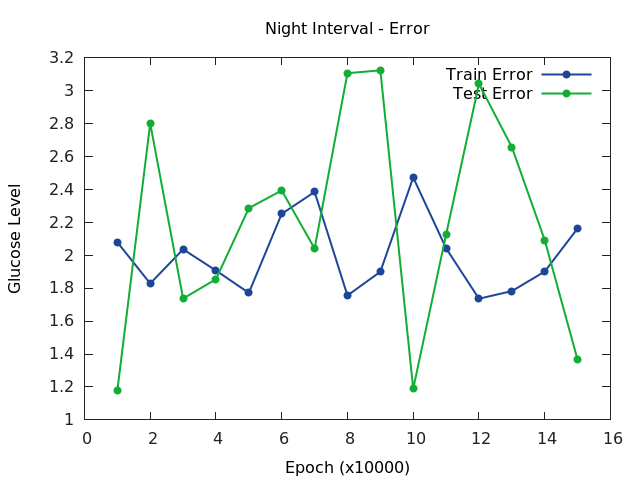 Night Interval - Error
3.2
3
2.8
2.6
2.4
2.2
2
1.8
1.6
1.4
1.2
1
Train Error
Test Error
Glucose Level
0 2 4 6 8 10 12 14 16
Epoch (x10000)